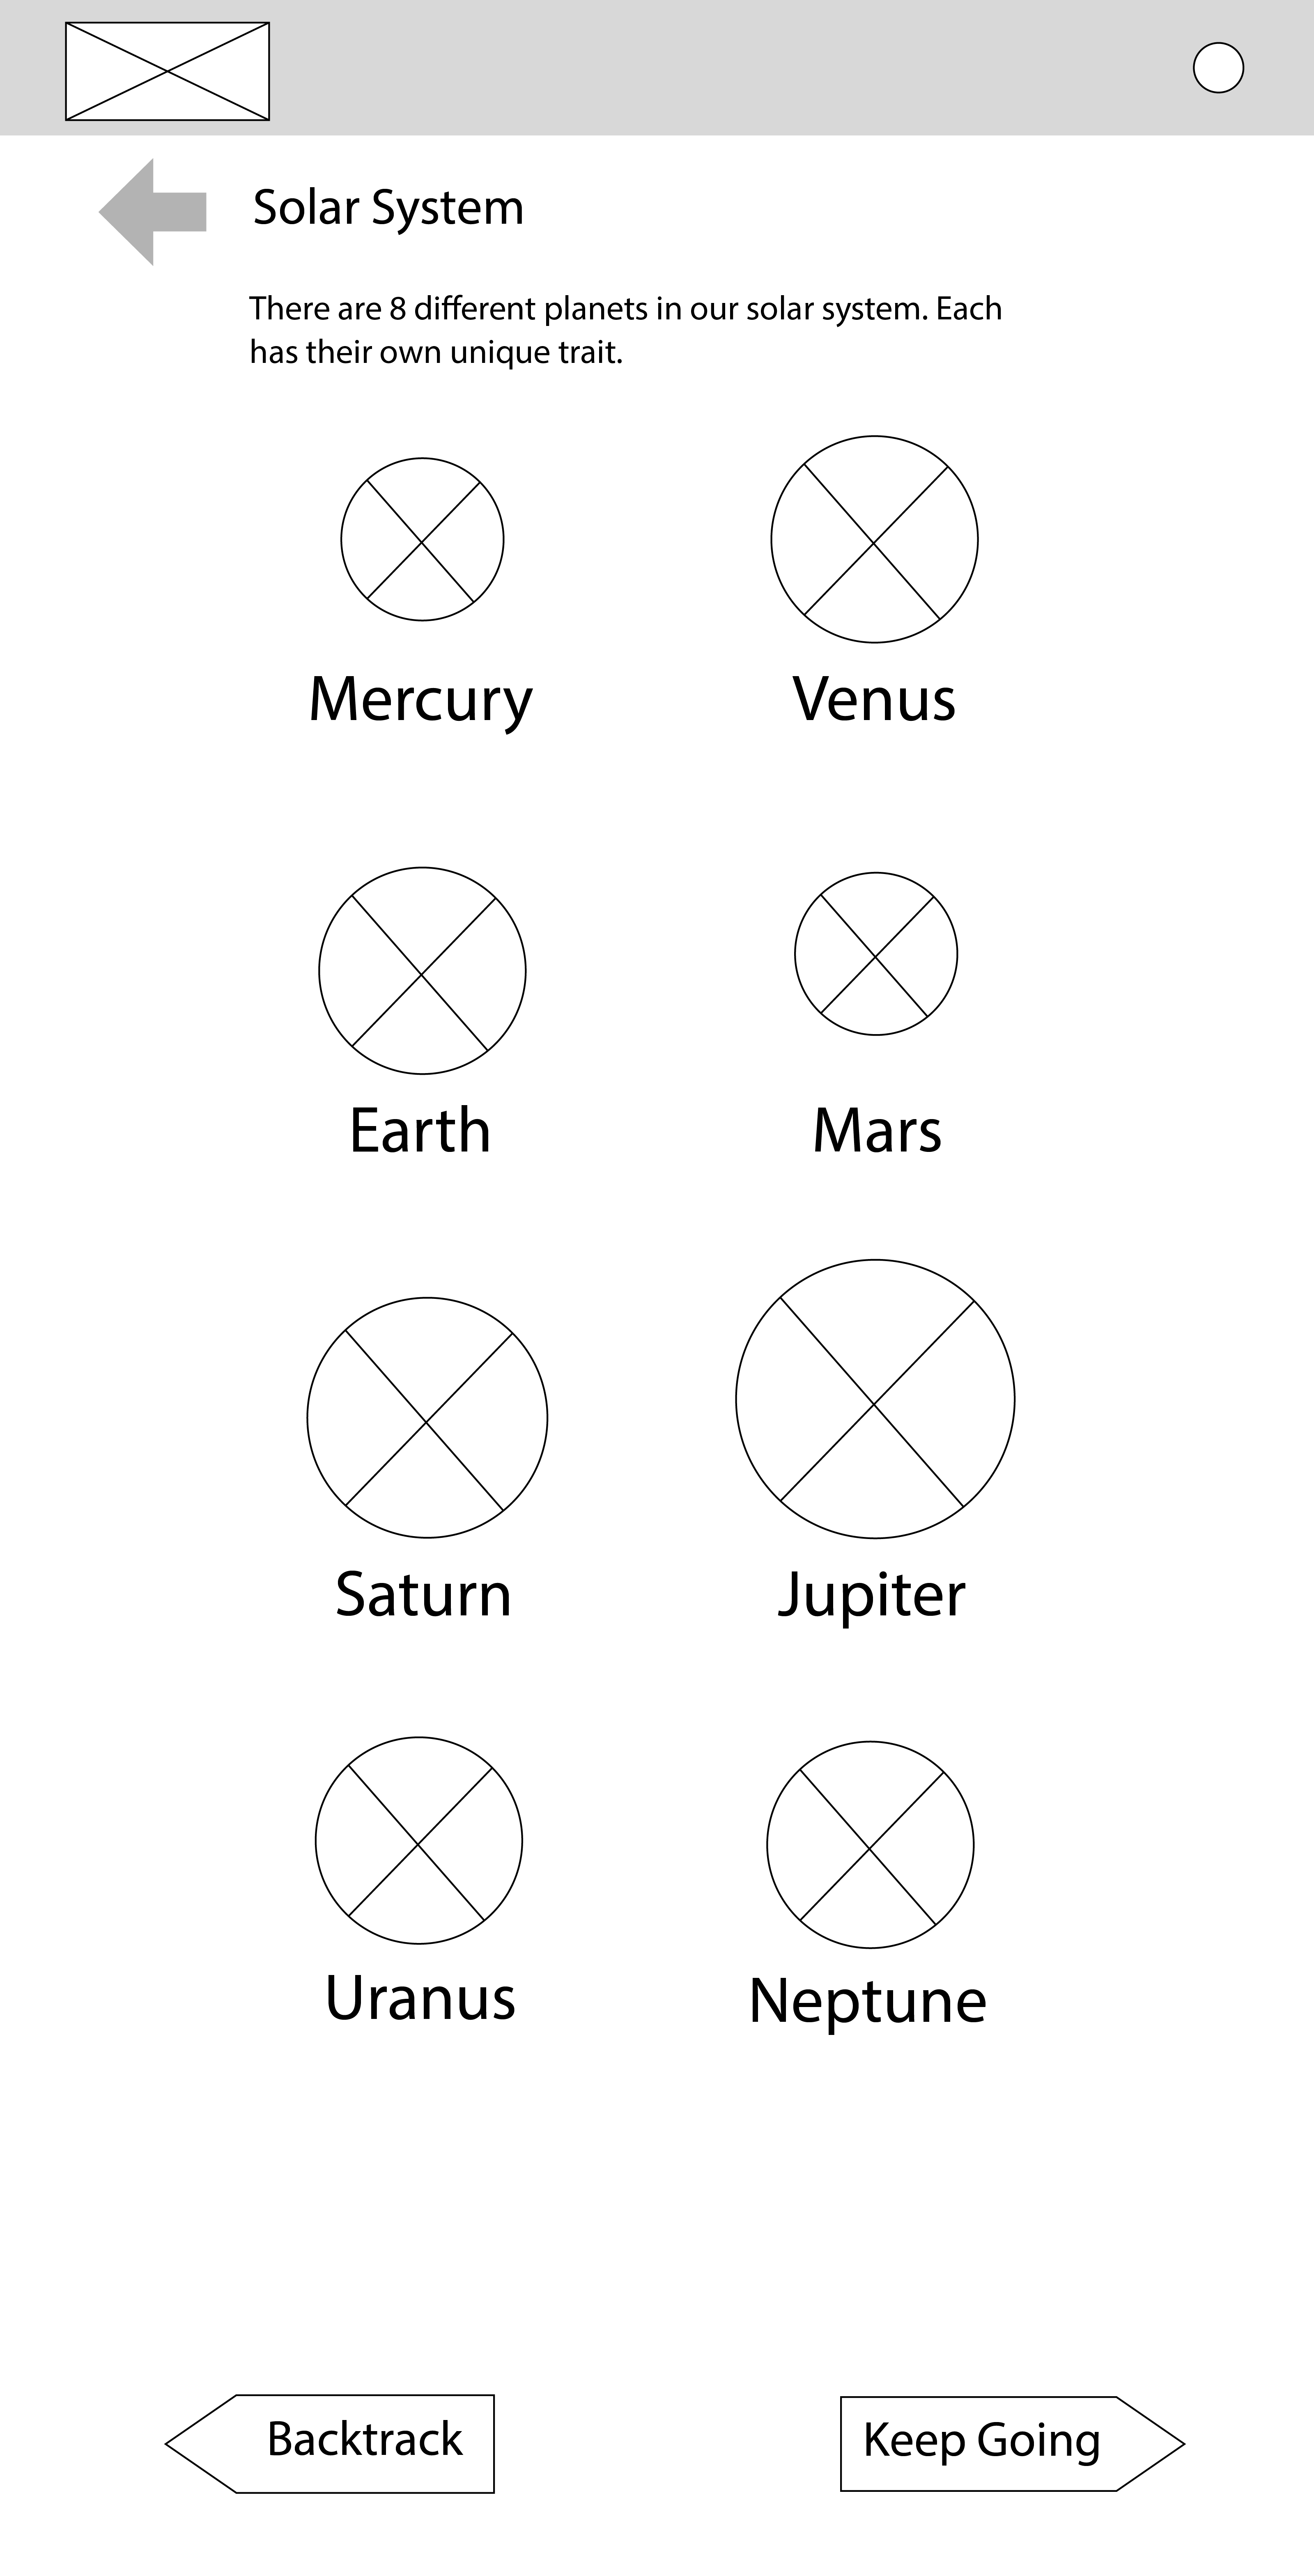 Solar System
There are 8 different planets in our solar system. Each
has their own unique trait.
Mercury
Venus
Earth
Mars
Saturn
Jupiter
Uranus
Neptune
Backtrack
Keep Going